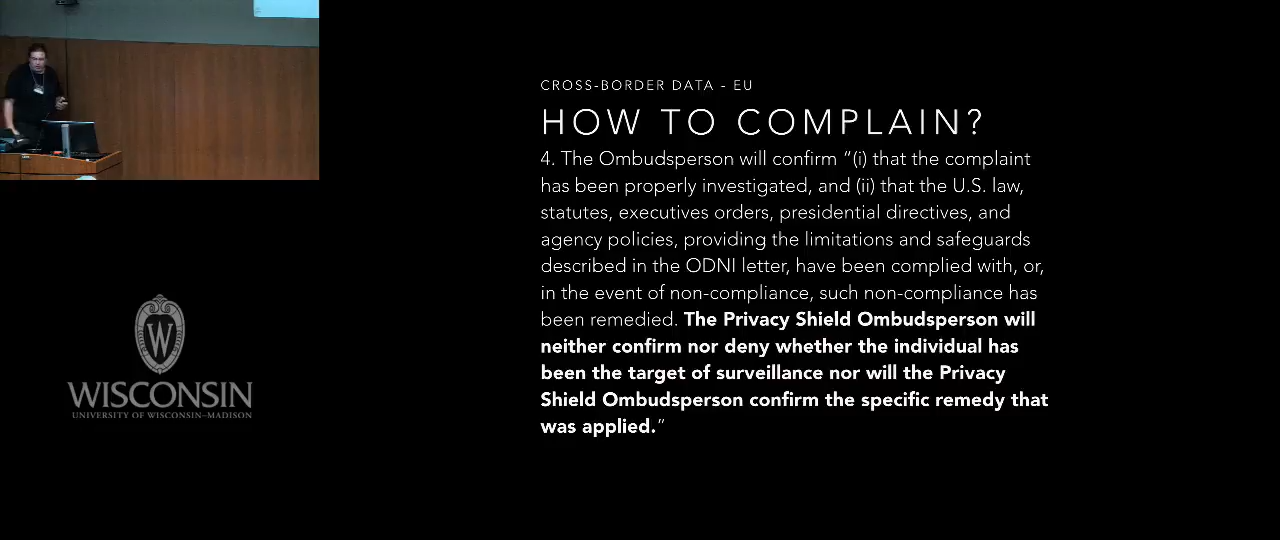 CROSS-BORDER DATA - EU
HOW TO COMPLAIN?
4. The Ombudsperson will confirm “(i) that the complaint
has been properly investigated, and (ii) that the U.S. law,
statutes, executives orders, presidential directives, and
agency policies, providing the limitations and safeguards
described in the ODNI letter, have been complied with, or,
in the event of non-compliance, such non-compliance has
been remedied. The Privacy Shield Ombudsperson will
neither confirm nor deny whether the individual has
been the target of surveillance nor will the Privacy
Shield Ombudsperson confirm the specific remedy that
was applied.”
W
WISCONSIN
UNIVERSITY OF WISCONSIN–MADISON